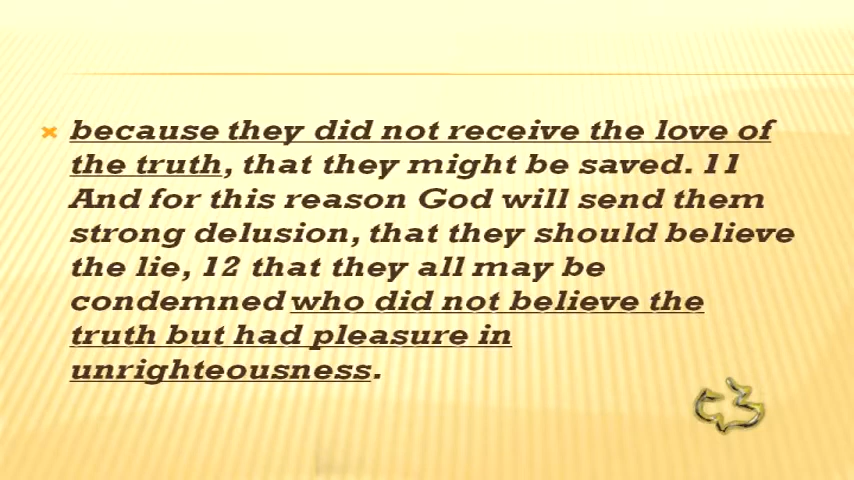 because they did not receive the love of
the truth, that they might be saved. 11
And for this reason God will send them
strong delusion, that they should believe
the lie, 12 that they all may be
condemned who did not believe the
truth but had pleasure in
unrighteousness.